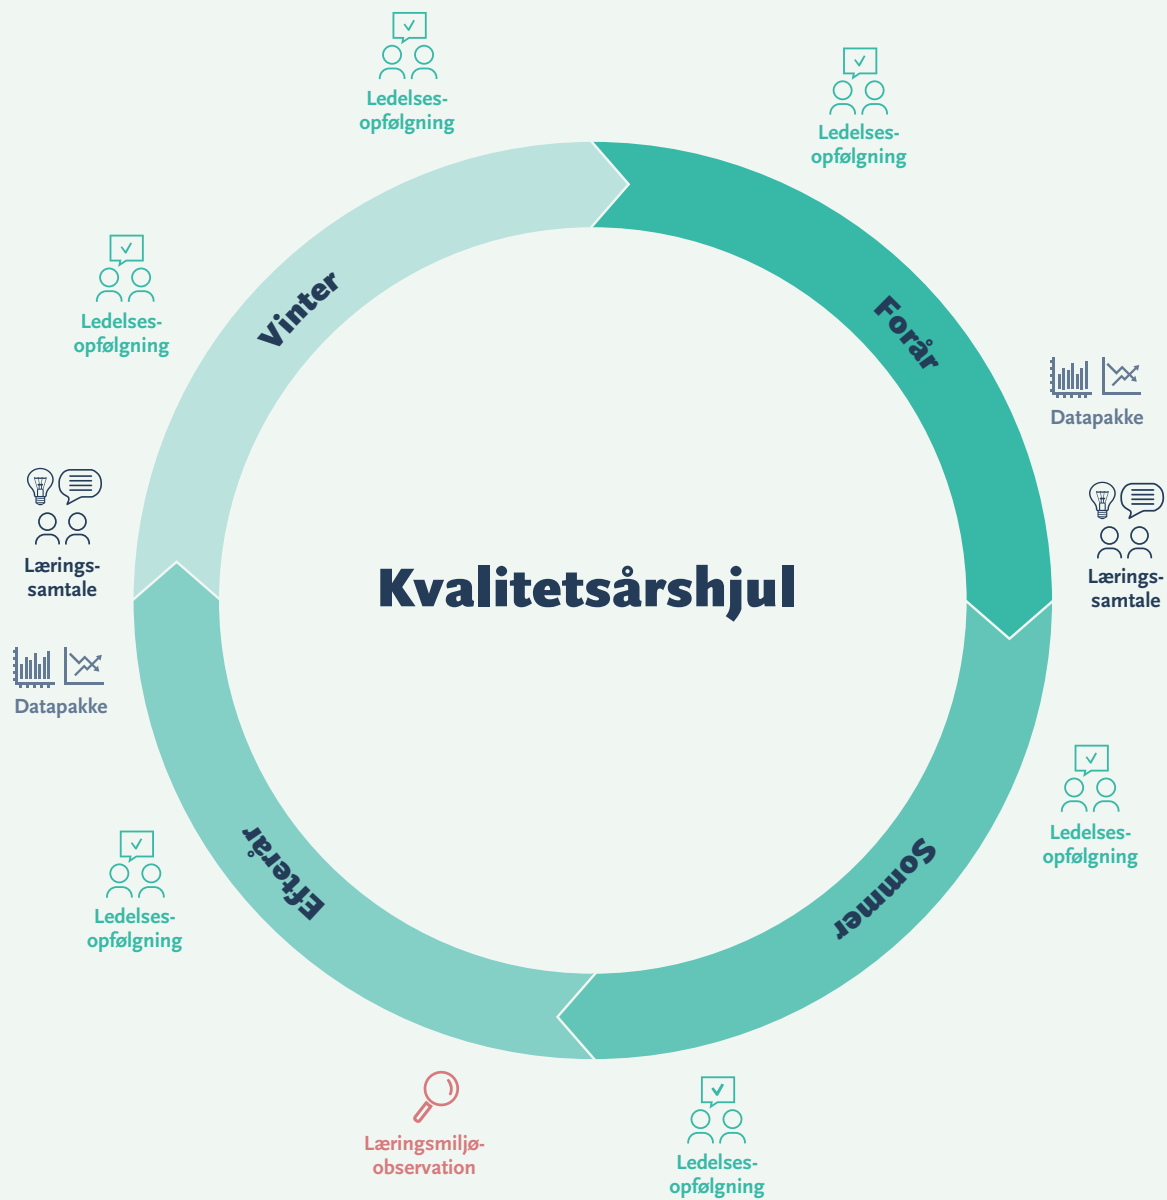 Ledelses-
opfølgning
Ledelses-
opfølgning
Ledelses-
opfølgning
Vinter
Forår
Datapakke
Lærings-
samtale
Kvalitetsårshjul
Lærings-
samtale
Datapakke
Ledelses-
opfølgning
Efterår
Sommer
Ledelses-
opfølgning
Læringsmiljø-
observation
Ledelses-
opfølgning